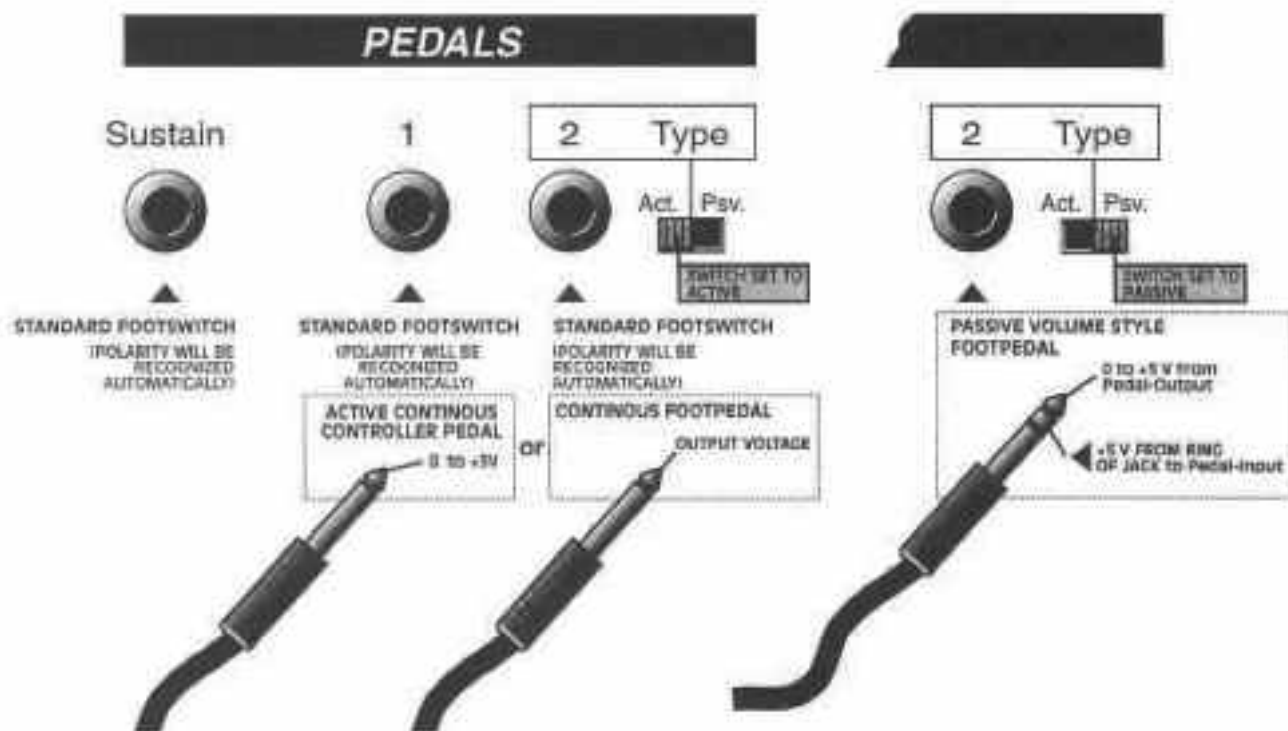 PEDALS
Sustain
1
2 Type
Act. Psv.
SWITCH SET TO
ACTIVE
STANDARD FOOTSWITCH
(POLARITY WILL BE
RECOGNIZED
AUTOMATICALLY)
STANDARD FOOTSWITCH
(POLARITY WILL BE
RECOGNIZED
AUTOMATICALLY)
STANDARD FOOTSWITCH
(POLARITY WILL BE
RECOGNIZED
AUTOMATICALLY)
ACTIVE CONTINOUS
CONTROLLER PEDAL
0 to +5V
or
CONTINOUS FOOTPEDAL
OUTPUT VOLTAGE
2 Type
Act. Psv.
SWITCH SET TO
PASSIVE
PASSIVE VOLUME STYLE
FOOTPEDAL
0 to +5 V from
Pedal-Output
+5 V FROM RING
OF JACK to Pedal-Input